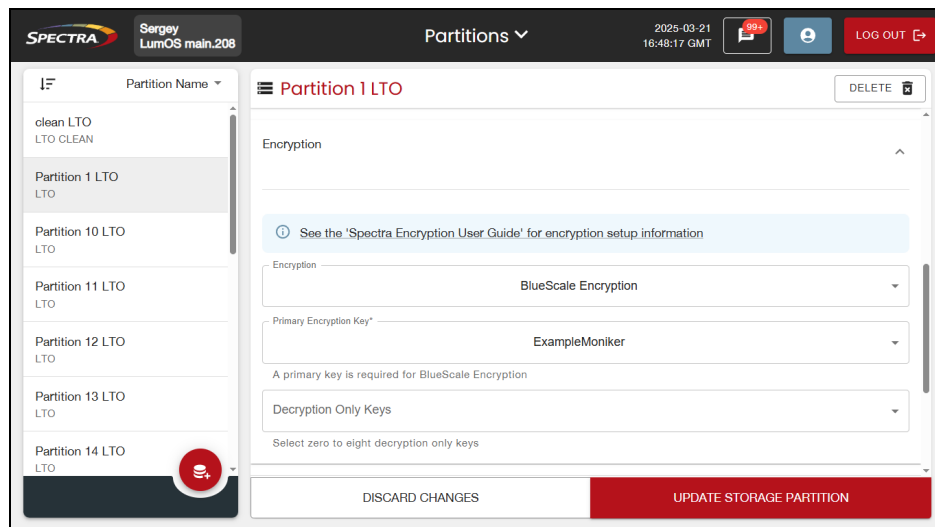 SPECTRA
Sergey
LumOS main.208
Partitions
2025-03-21
16:48:17 GMT
99+
LOG OUT
Partition Name
clean LTO
LTO CLEAN
Partition 1 LTO
LTO
Partition 10 LTO
LTO
Partition 11 LTO
LTO
Partition 12 LTO
LTO
Partition 13 LTO
LTO
Partition 14 LTO
LTO
Partition 1 LTO
DELETE
Encryption
See the 'Spectra Encryption User Guide' for encryption setup information
Encryption
BlueScale Encryption
Primary Encryption Key*
ExampleMoniker
A primary key is required for BlueScale Encryption
Decryption Only Keys
Select zero to eight decryption only keys
DISCARD CHANGES
UPDATE STORAGE PARTITION